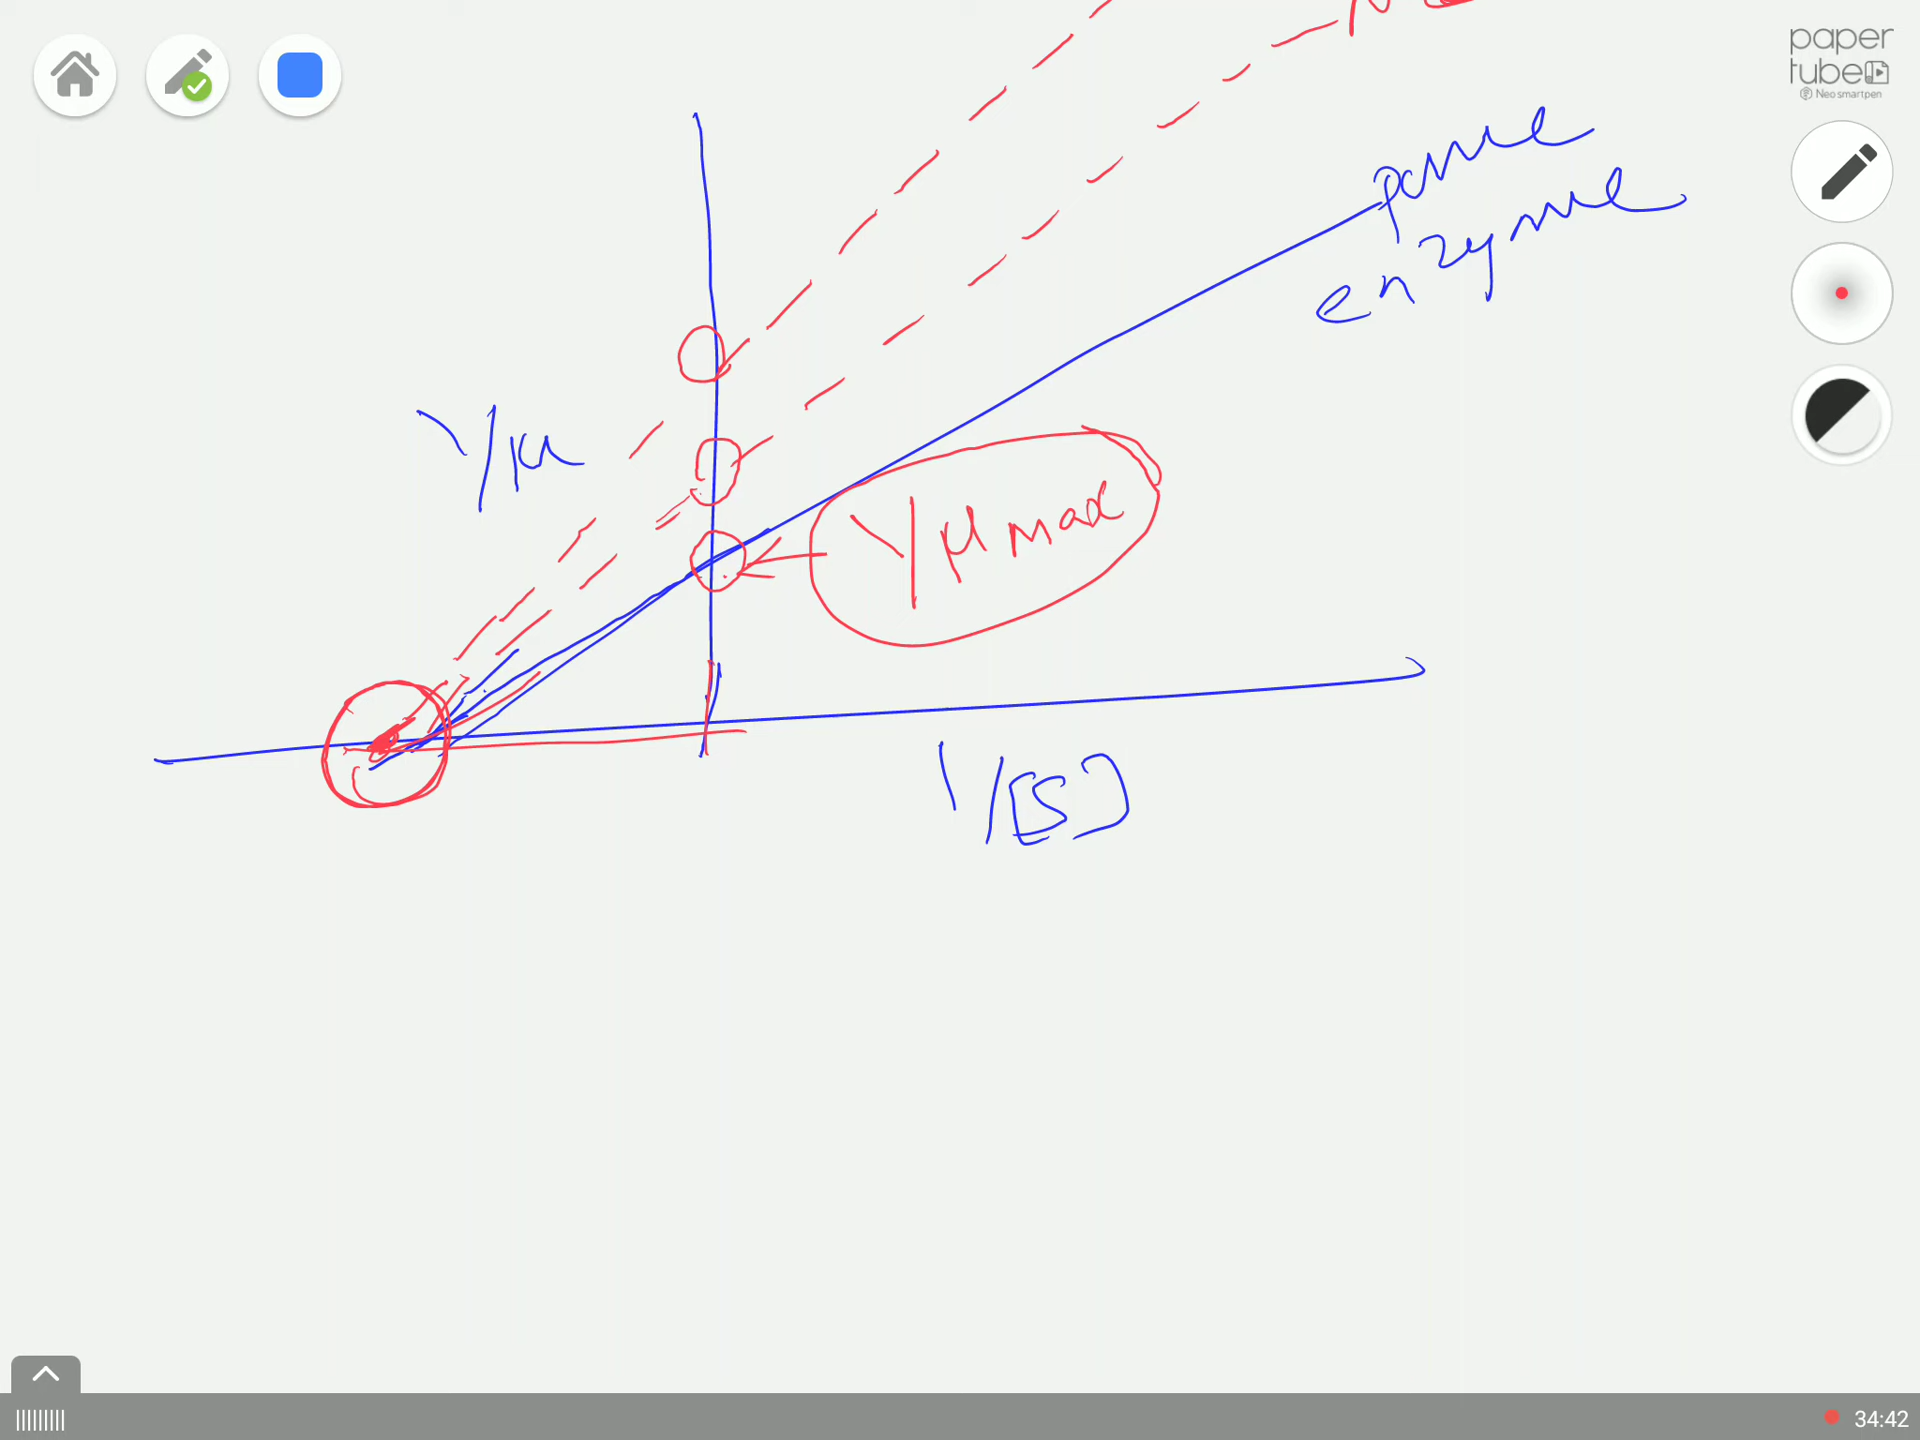 paper
tube
Neo smartpen
pure
enzyme
1/μ
1/μ max
1/[S]
34:42